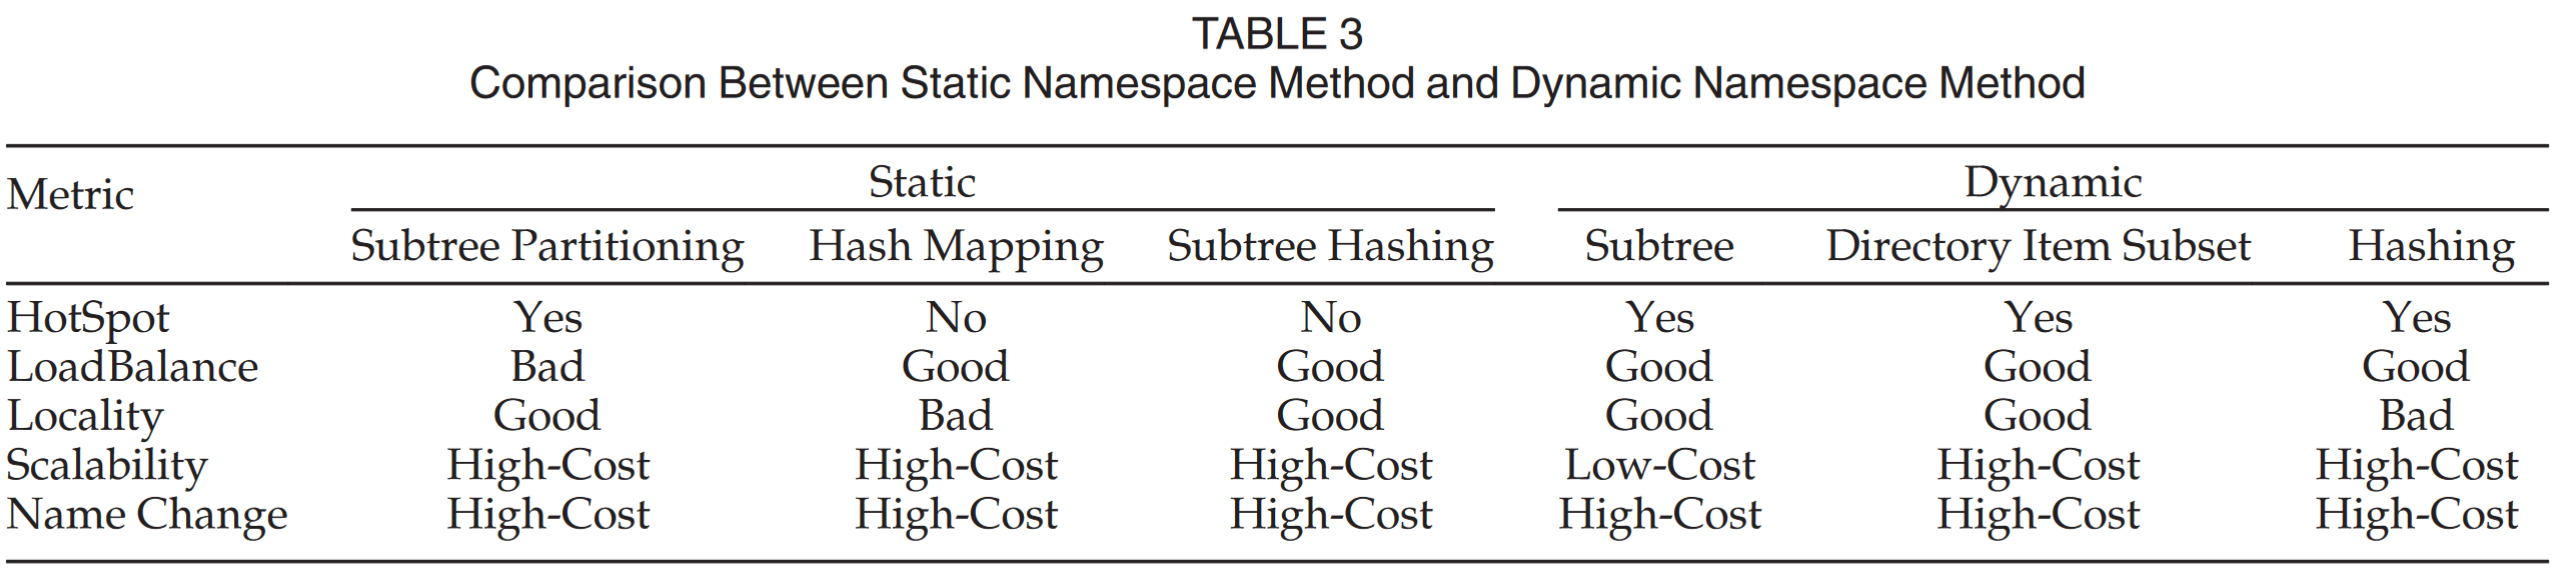 TABLE 3
Comparison Between Static Namespace Method and Dynamic Namespace Method
Metric Static Dynamic
Subtree Partitioning Hash Mapping Subtree Hashing Subtree Directory Item Subset Hashing
HotSpot Yes No No Yes Yes Yes
LoadBalance Bad Good Good Good Good Good
Locality Good Bad Good Good Good Bad
Scalability High-Cost High-Cost High-Cost Low-Cost High-Cost High-Cost
Name Change High-Cost High-Cost High-Cost High-Cost High-Cost High-Cost